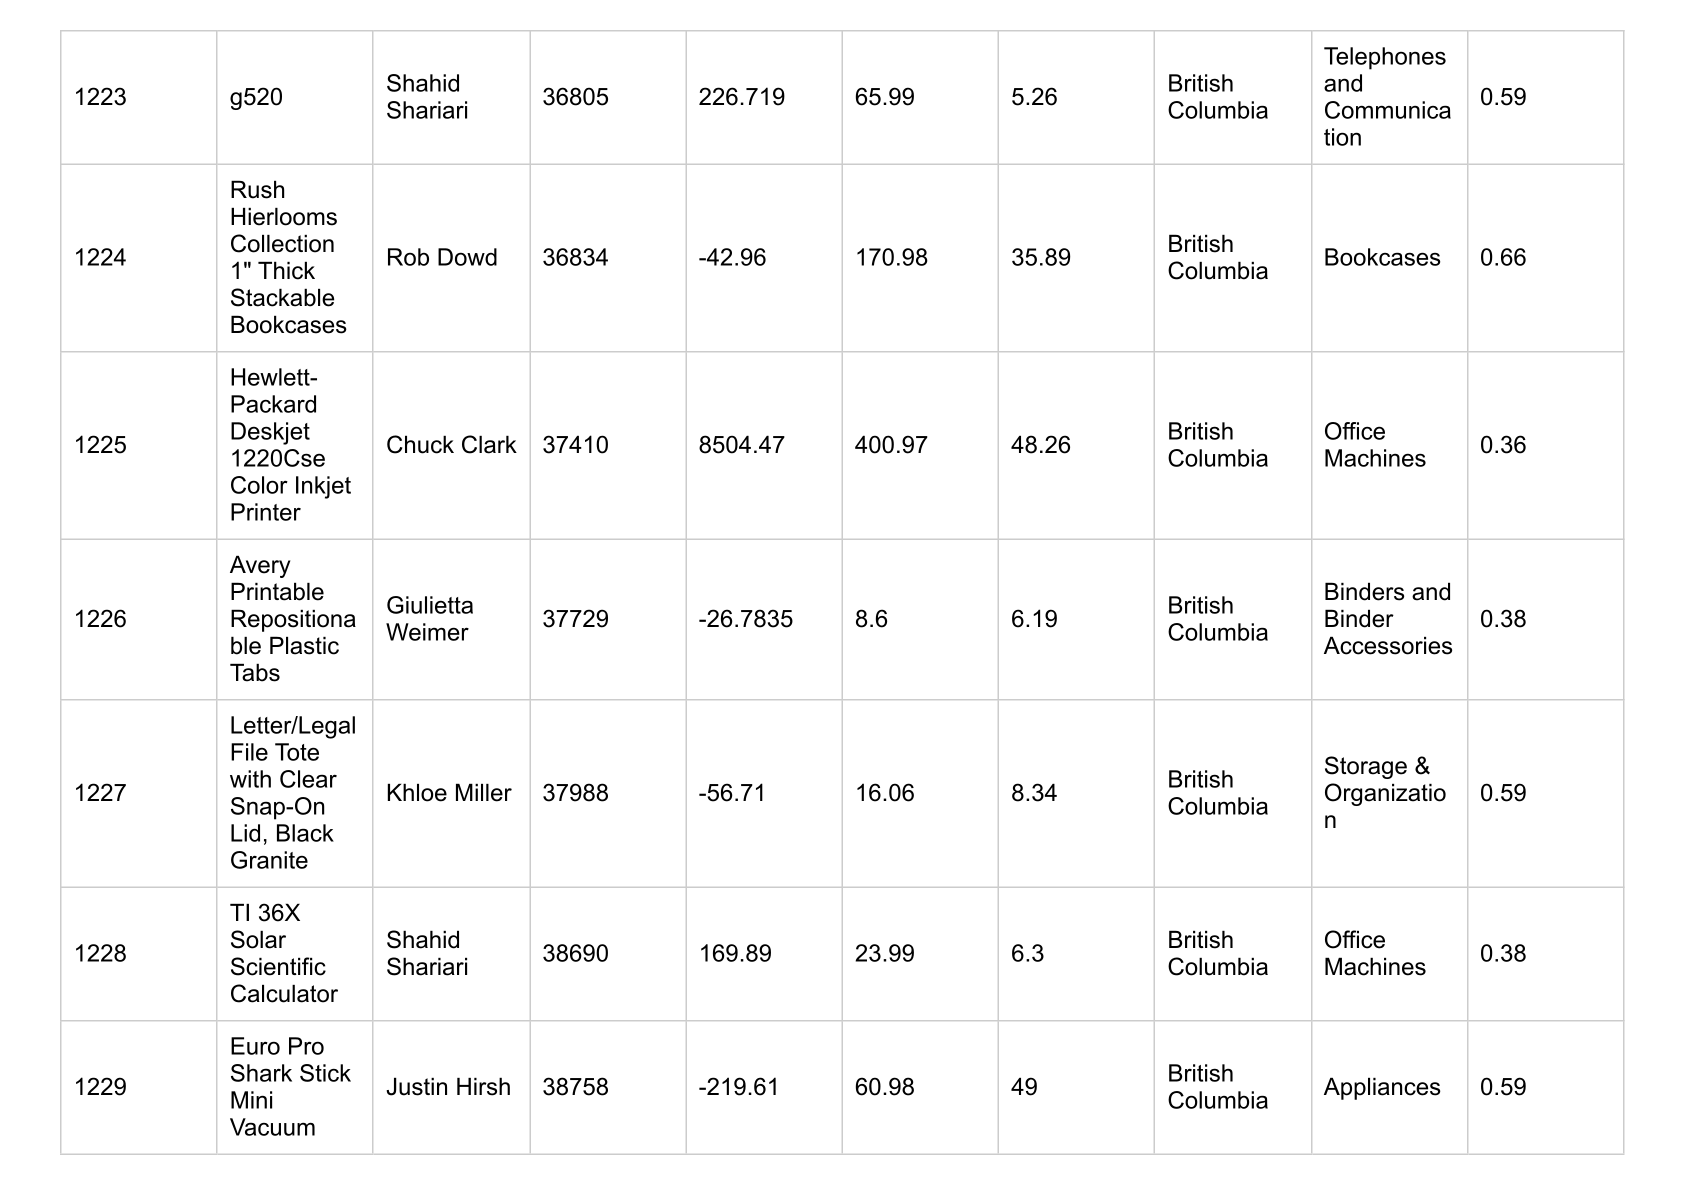 1223 g520 Shahid Shariari 36805 226.719 65.99 5.26 British Columbia Telephones and Communication 0.59
1224 Rush Hierlooms Collection 1" Thick Stackable Bookcases Rob Dowd 36834 -42.96 170.98 35.89 British Columbia Bookcases 0.66
1225 Hewlett-Packard Deskjet 1220Cse Color Inkjet Printer Chuck Clark 37410 8504.47 400.97 48.26 British Columbia Office Machines 0.36
1226 Avery Printable Repositionable Plastic Tabs Giulietta Weimer 37729 -26.7835 8.6 6.19 British Columbia Binders and Binder Accessories 0.38
1227 Letter/Legal File Tote with Clear Snap-On Lid, Black Granite Khloe Miller 37988 -56.71 16.06 8.34 British Columbia Storage & Organization 0.59
1228 TI 36X Solar Scientific Calculator Shahid Shariari 38690 169.89 23.99 6.3 British Columbia Office Machines 0.38
1229 Euro Pro Shark Stick Mini Vacuum Justin Hirsh 38758 -219.61 60.98 49 British Columbia Appliances 0.59